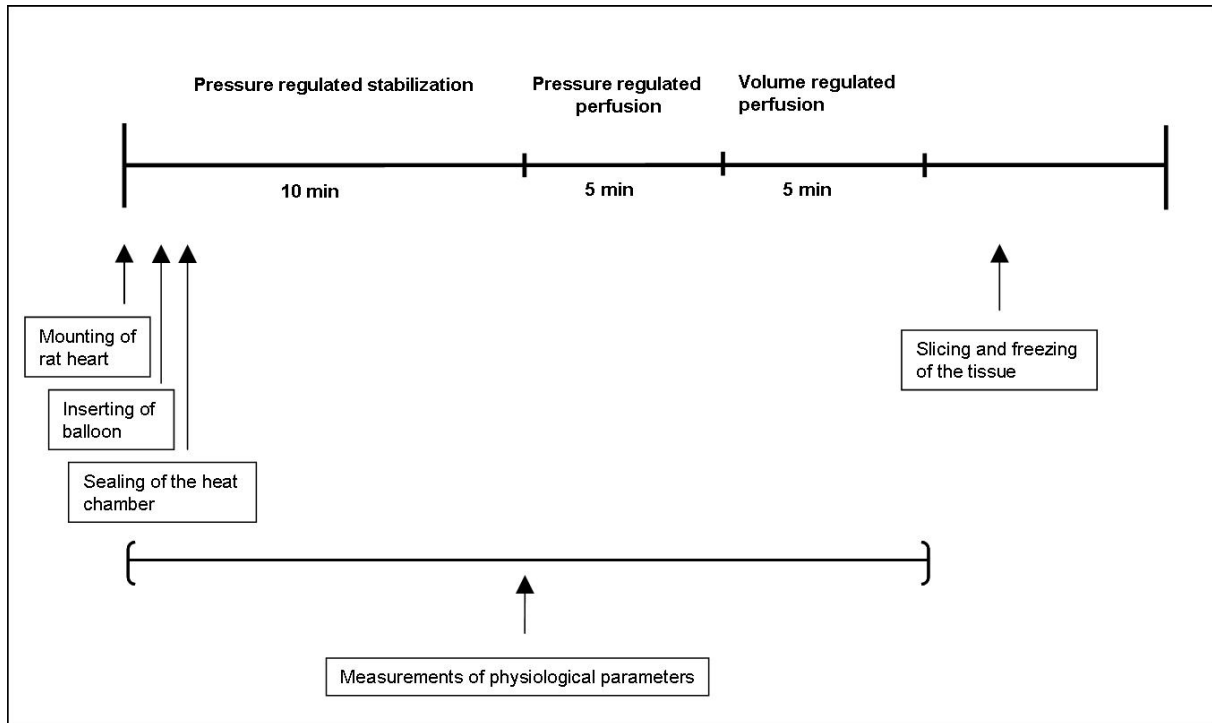 Pressure regulated stabilization
Pressure regulated
perfusion
Volume regulated
perfusion
10 min
5 min
5 min
Mounting of
rat heart
Inserting of
balloon
Sealing of the heat
chamber
Slicing and freezing
of the tissue
Measurements of physiological parameters